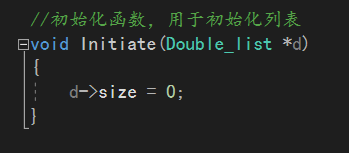 //初始化函数，用于初始化列表
void Initiate(Double_list *d)
{
d->size = 0;
}